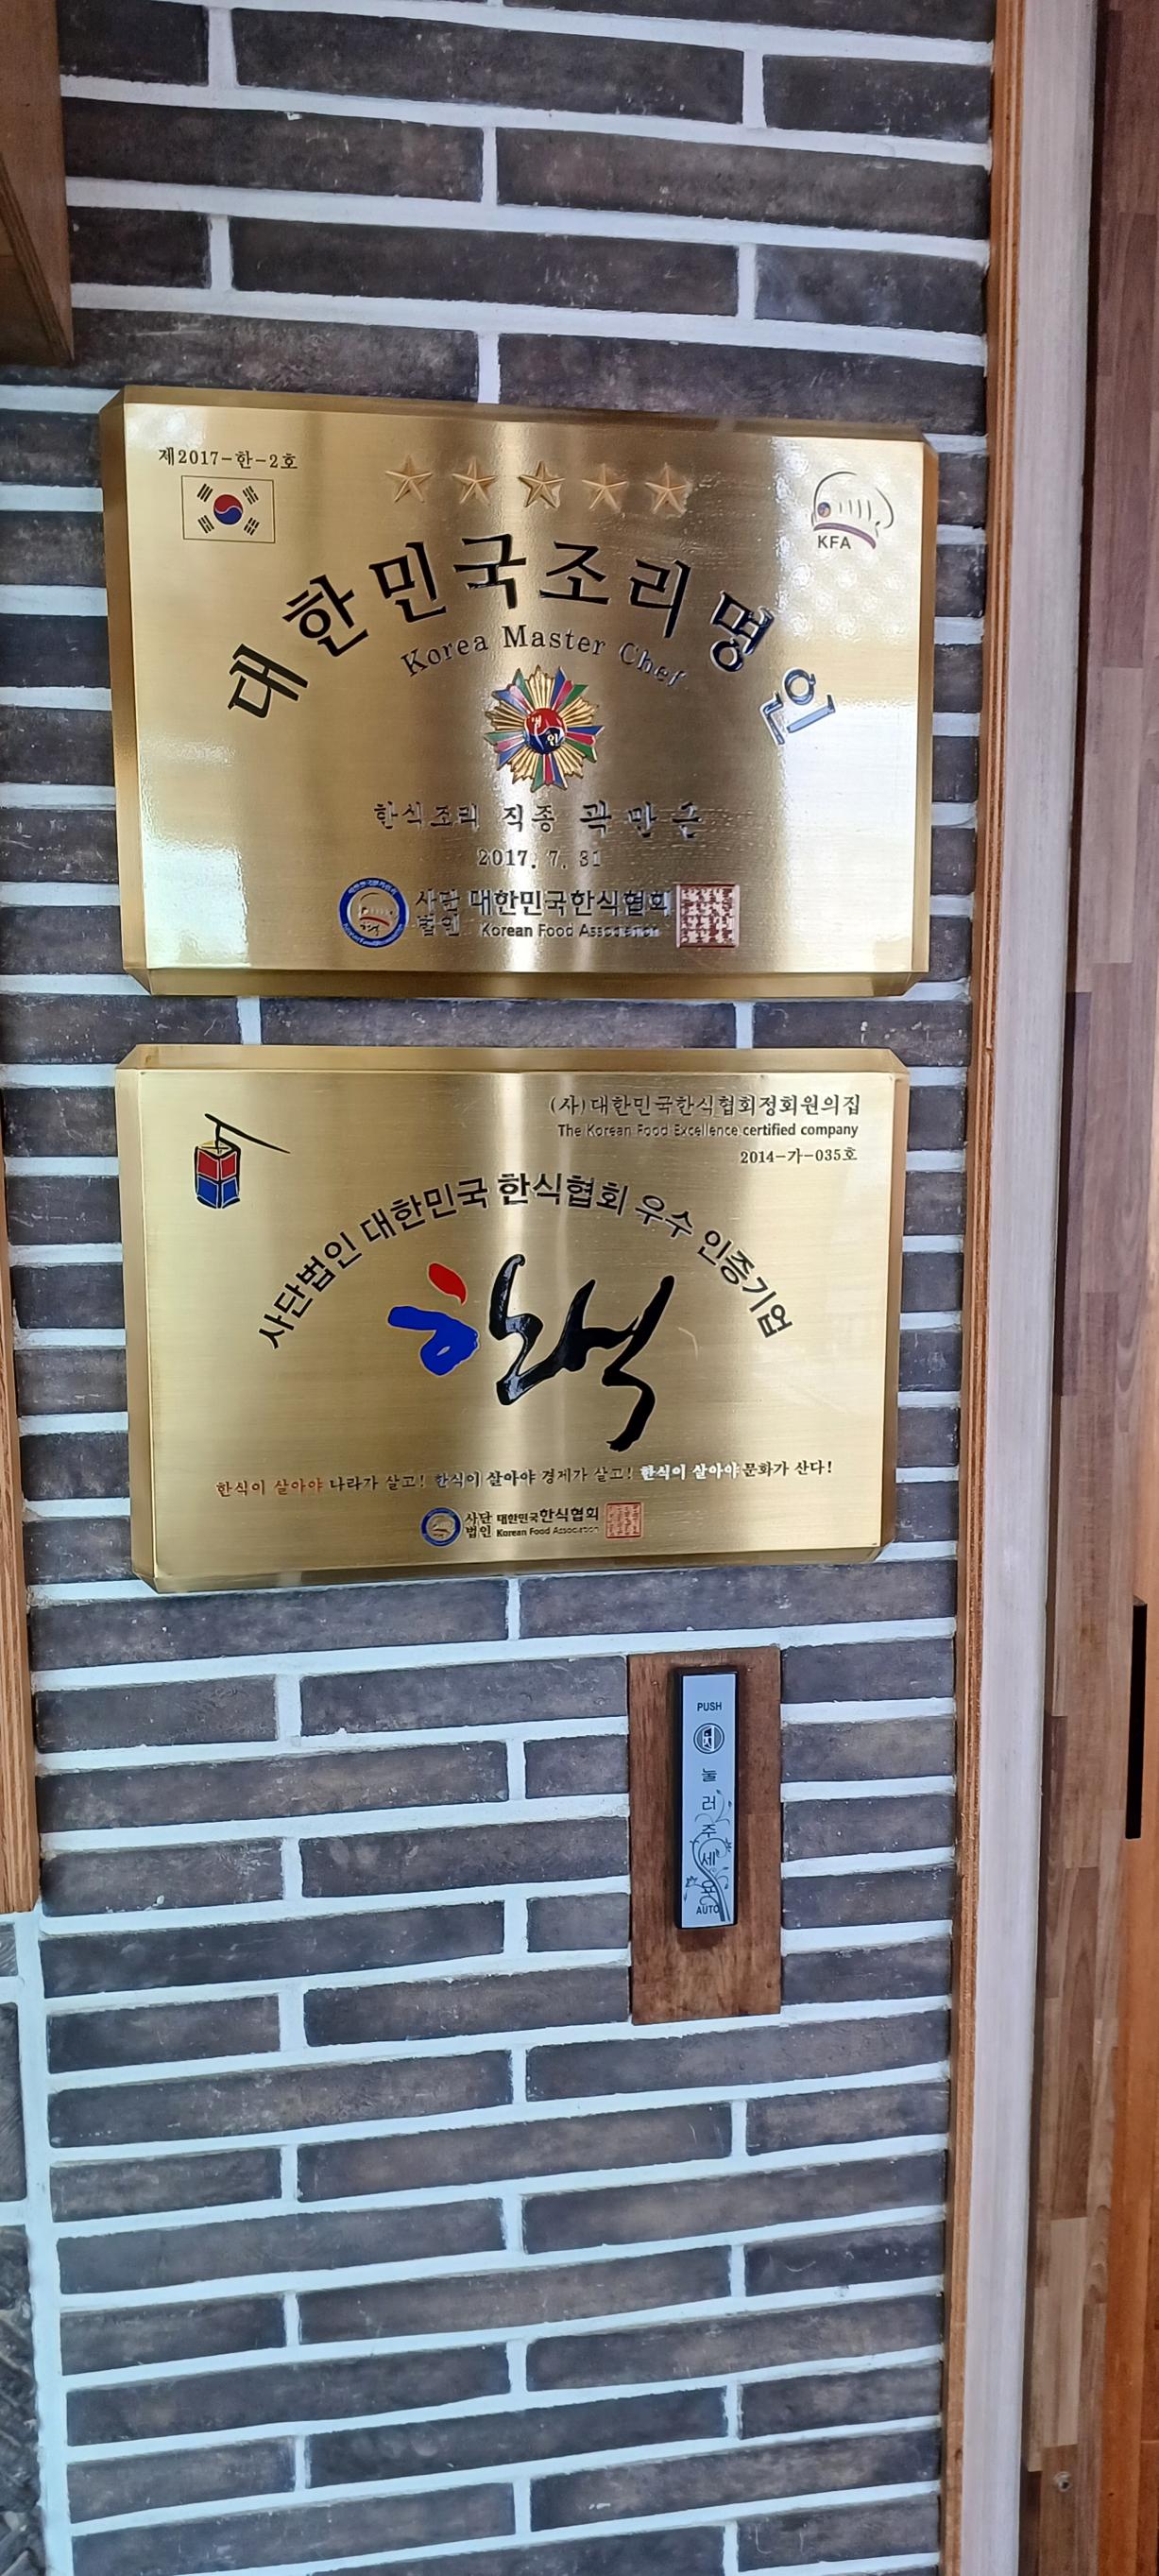 제2017-한-2호
KFA
대한민국조리명인
Korea Master Chef
명인
한식조리 직종 곽만근
2017. 7. 31
사단법인 대한민국한식협회
Korean Food Association
(사)대한민국한식협회정회원의집
The Korean Food Excellence certified company
2014-가-035호
사단법인 대한민국 한식협회 우수 인증기업
한식이 살아야 나라가 살고! 한식이 살아야 경제가 살고! 한식이 살아야 문화가 산다!
사단법인 대한민국한식협회
Korean Food Association
PUSH
눌러주세요
AUTO